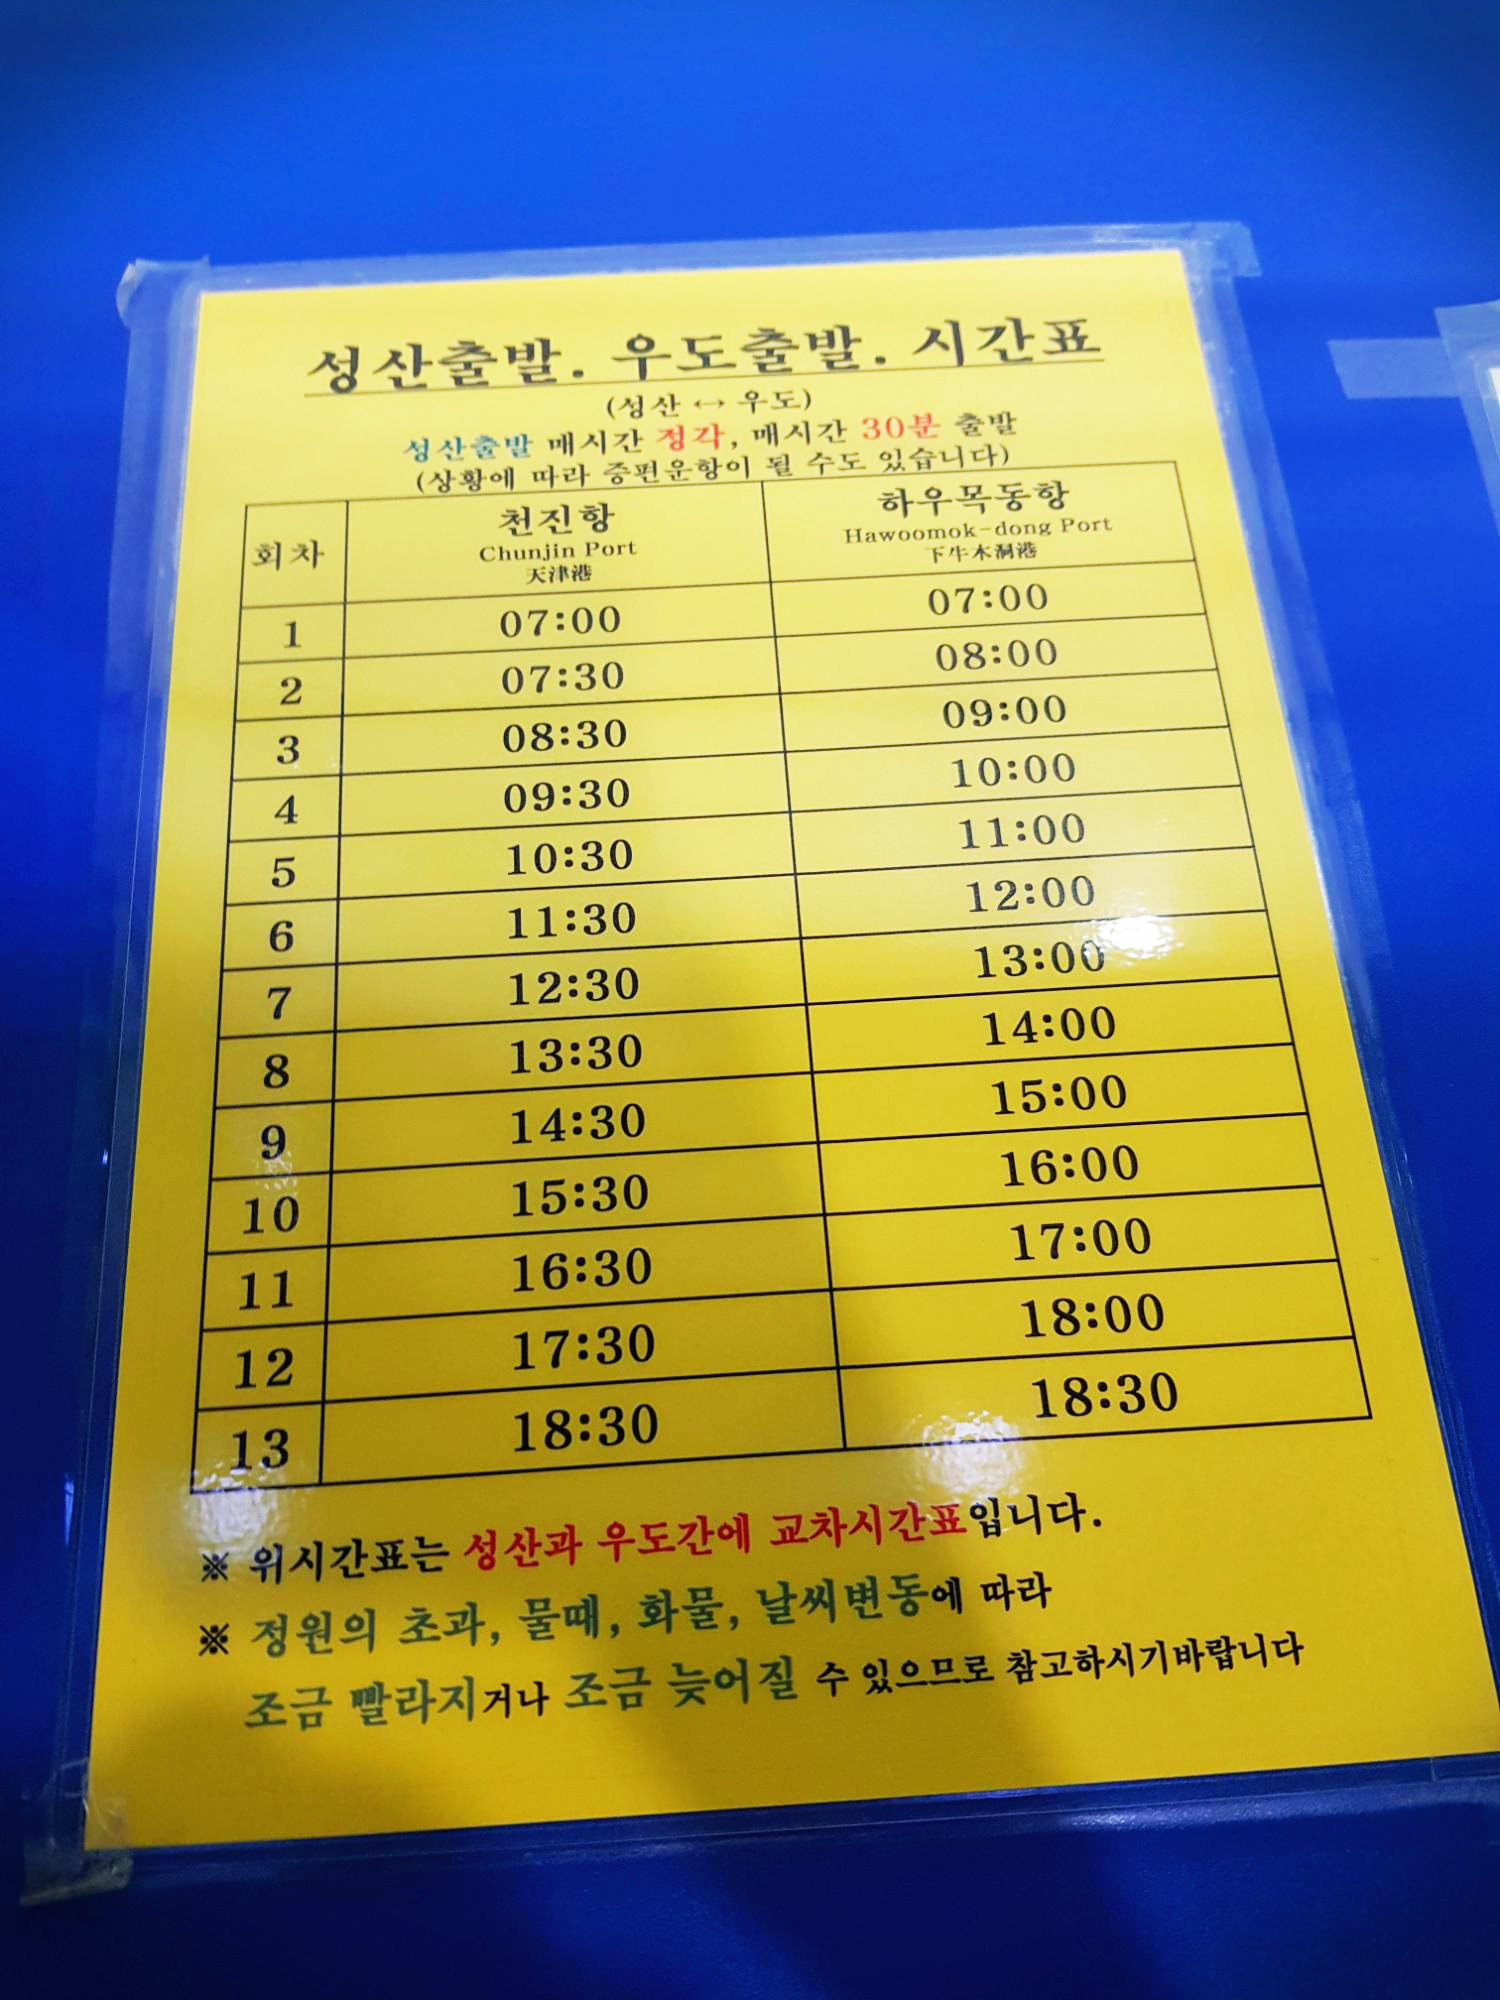 성산출발. 우도출발. 시간표
(성산 ↔ 우도)
성산출발 매시간 정각, 매시간 30분 출발
(상황에 따라 증편운항이 될 수도 있습니다)
회차 천진항 하우목동항
Chunjin Port Hawoomok-dong Port
天津港 下牛木洞港
1 07:00 07:00
2 07:30 08:00
3 08:30 09:00
4 09:30 10:00
5 10:30 11:00
6 11:30 12:00
7 12:30 13:00
8 13:30 14:00
9 14:30 15:00
10 15:30 16:00
11 16:30 17:00
12 17:30 18:00
13 18:30 18:30
※ 위시간표는 성산과 우도간에 교차시간표입니다.
※ 정원의 초과, 물때, 화물, 날씨변동에 따라
조금 빨라지거나 조금 늦어질 수 있으므로 참고하시기바랍니다